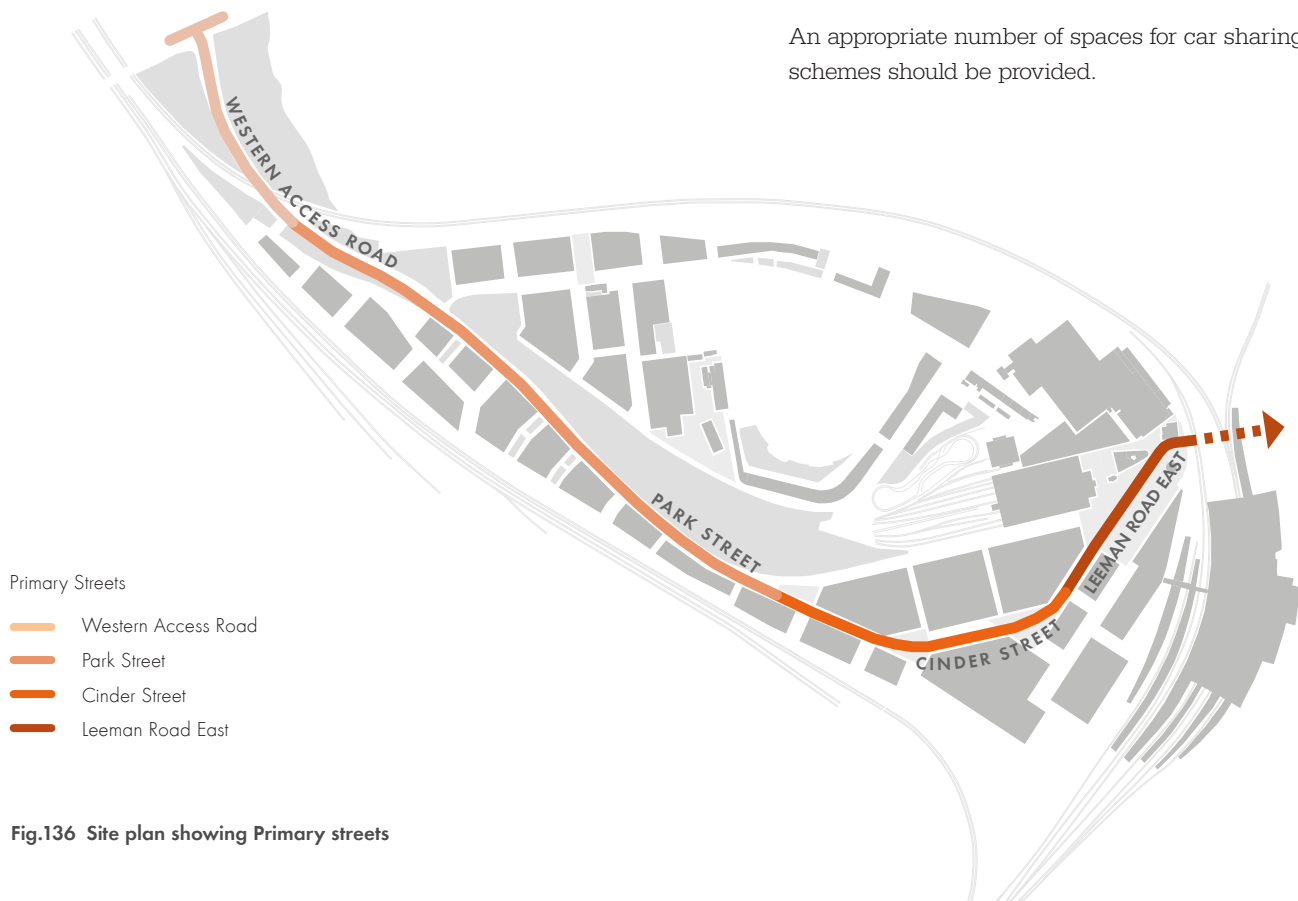 An appropriate number of spaces for car sharing
schemes should be provided.
WESTERN ACCESS ROAD
PARK STREET
CINDER STREET
LEEMAN ROAD EAST
Primary Streets
Western Access Road
Park Street
Cinder Street
Leeman Road East
Fig.136 Site plan showing Primary streets